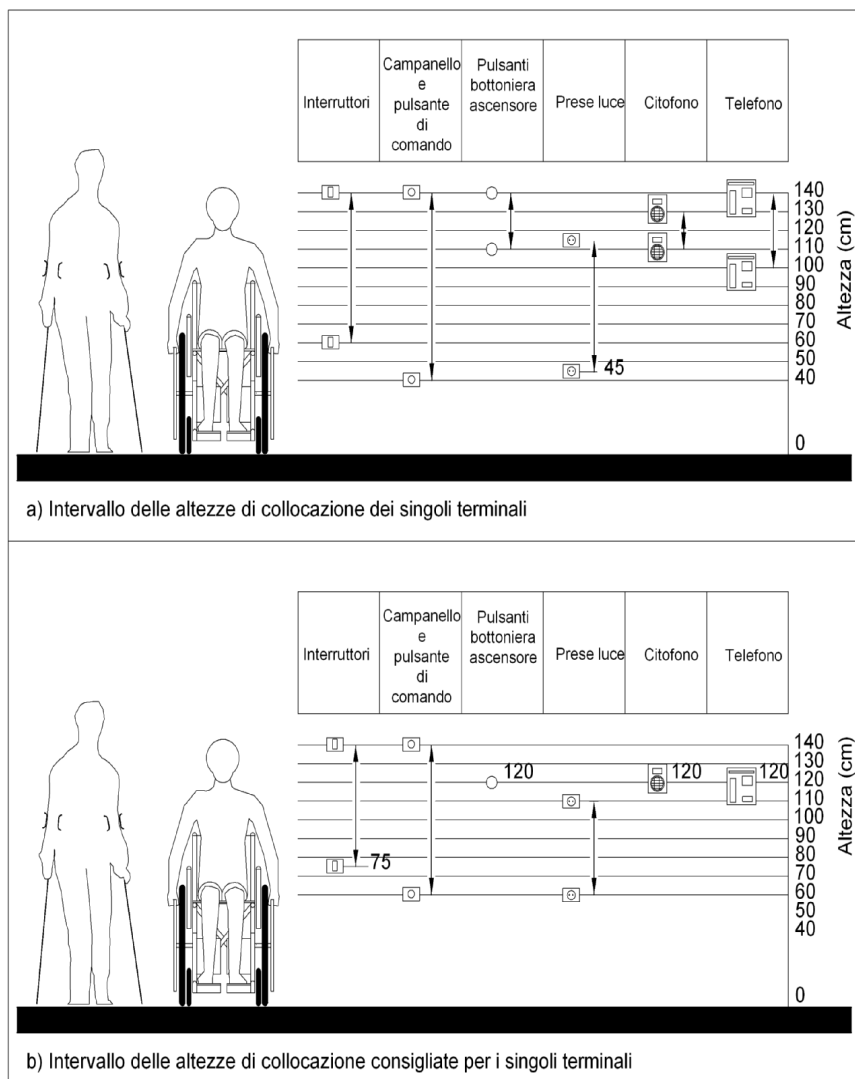 Interruttori
Campanello
e
pulsante
di
comando
Pulsanti
bottoniera
ascensore
Prese luce
Citofono
Telefono
140
130
120
110
100
90
80
70
60
50
40
0
45
Altezza (cm)
a) Intervallo delle altezze di collocazione dei singoli terminali
Interruttori
Campanello
e
pulsante
di
comando
Pulsanti
bottoniera
ascensore
Prese luce
Citofono
Telefono
120
120
120
75
140
130
120
110
100
90
80
70
60
50
40
0
Altezza (cm)
b) Intervallo delle altezze di collocazione consigliate per i singoli terminali